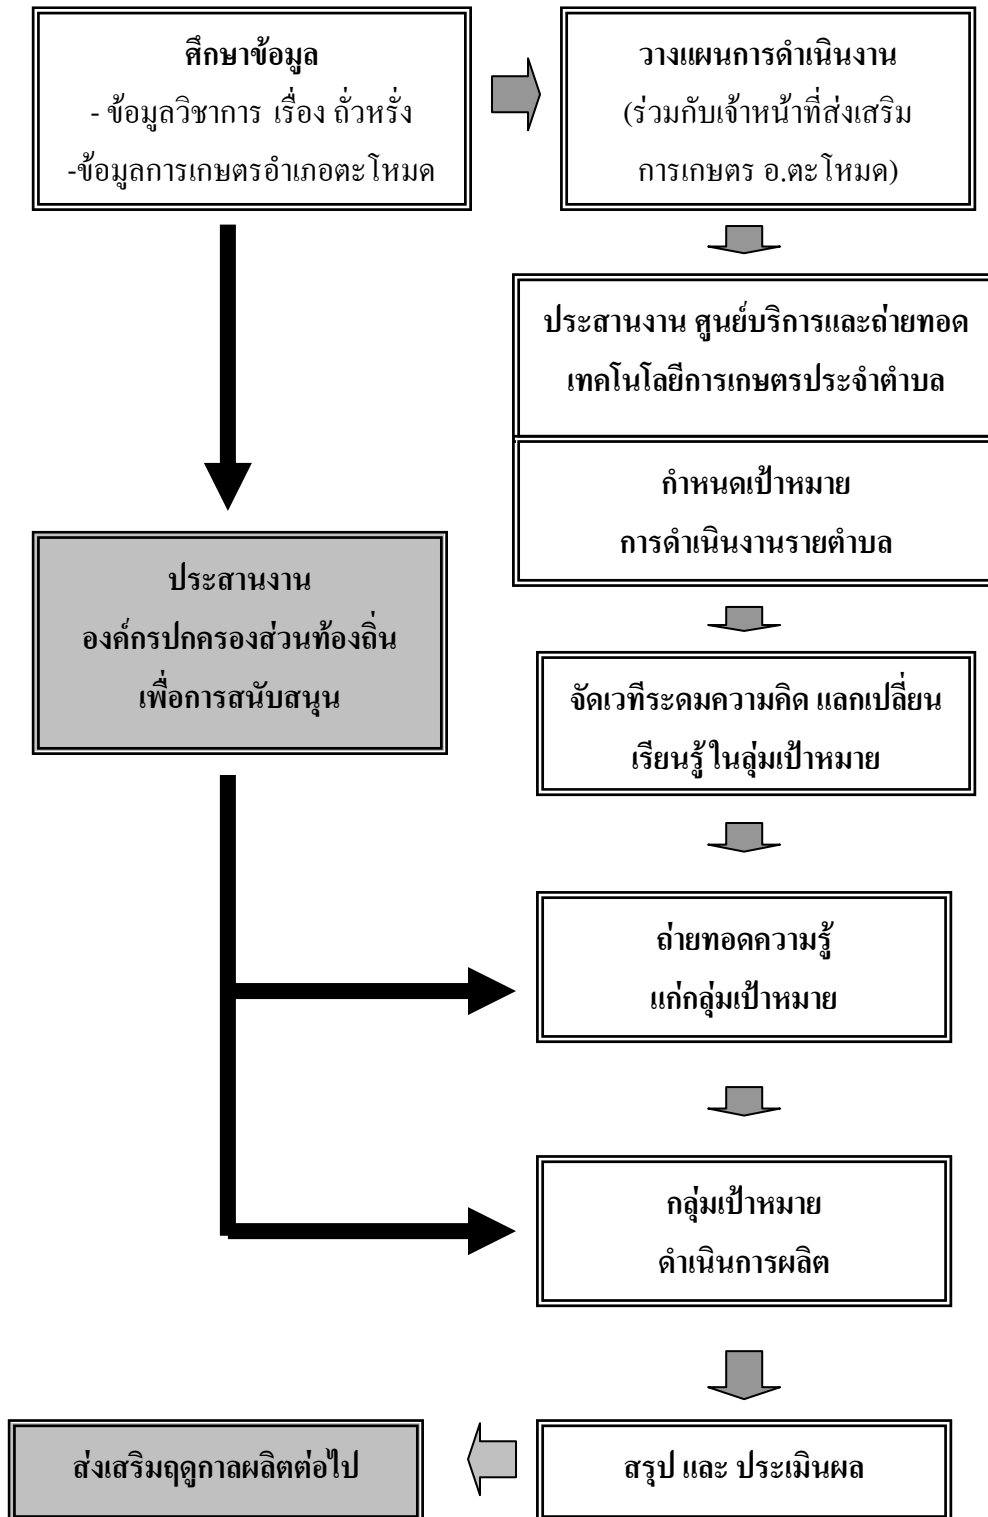 ศึกษาข้อมูล
- ข้อมูลวิชาการ เรื่อง ถั่วหรั่ง
-ข้อมูลการเกษตรอำเภอตะโหมด
วางแผนการดำเนินงาน
(ร่วมกับเจ้าหน้าที่ส่งเสริม
การเกษตร อ.ตะโหมด)
ประสานงาน ศูนย์บริการและถ่ายทอด
เทคโนโลยีการเกษตรประจำตำบล
กำหนดเป้าหมาย
การดำเนินงานรายตำบล
ประสานงาน
องค์กรปกครองส่วนท้องถิ่น
เพื่อการสนับสนุน
จัดเวทีระดมความคิด แลกเปลี่ยน
เรียนรู้ ในลุ่มเป้าหมาย
ถ่ายทอดความรู้
แก่กลุ่มเป้าหมาย
กลุ่มเป้าหมาย
ดำเนินการผลิต
ส่งเสริมฤดูกาลผลิตต่อไป
สรุป และ ประเมินผล